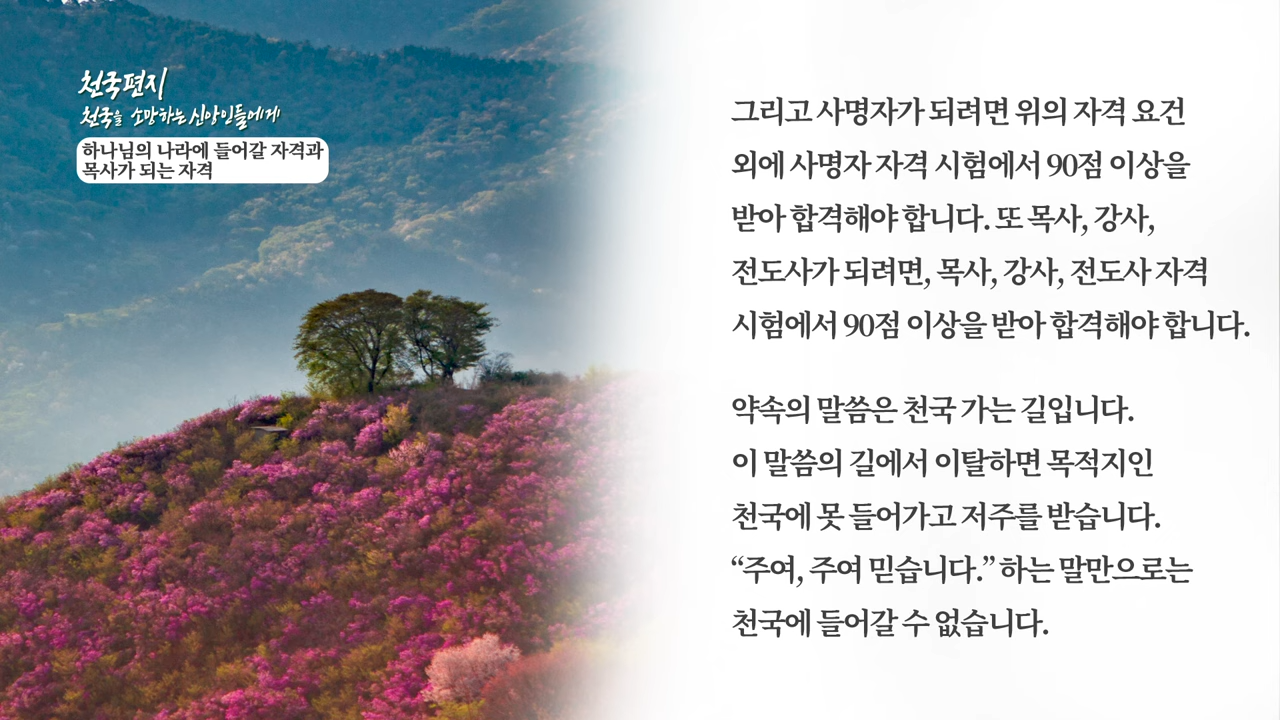 천국편지
천국을 소망하는 신앙인들에게
하나님의 나라에 들어갈 자격과
목사가 되는 자격
그리고 사명자가 되려면 위의 자격 요건
외에 사명자 자격 시험에서 90점 이상을
받아 합격해야 합니다. 또 목사, 강사,
전도사가 되려면, 목사, 강사, 전도사 자격
시험에서 90점 이상을 받아 합격해야 합니다.
약속의 말씀은 천국 가는 길입니다.
이 말씀의 길에서 이탈하면 목적지인
천국에 못 들어가고 저주를 받습니다.
“주여, 주여 믿습니다.” 하는 말만으로는
천국에 들어갈 수 없습니다.